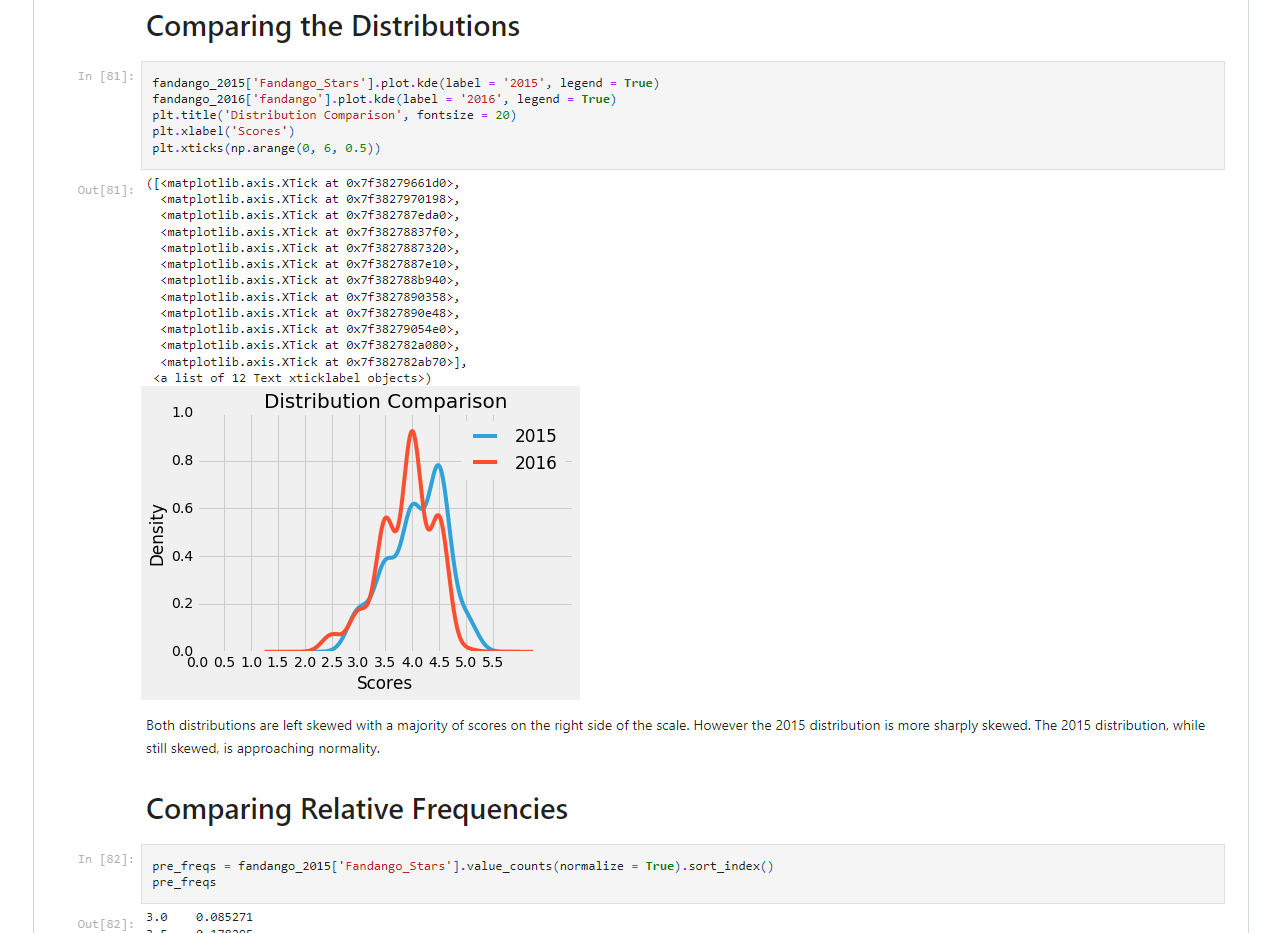 Comparing the Distributions
In [81]:
fandango_2015['Fandango_Stars'].plot.kde(label = '2015', legend = True)
fandango_2016['fandango'].plot.kde(label = '2016', legend = True)
plt.title('Distribution Comparison', fontsize = 20)
plt.xlabel('Scores')
plt.xticks(np.arange(0, 6, 0.5))
Out[81]:
([<matplotlib.axis.XTick at 0x7f38279661d0>,
<matplotlib.axis.XTick at 0x7f3827970198>,
<matplotlib.axis.XTick at 0x7f382787eda0>,
<matplotlib.axis.XTick at 0x7f38278837f0>,
<matplotlib.axis.XTick at 0x7f3827887320>,
<matplotlib.axis.XTick at 0x7f38278​87e10>,
<matplotlib.axis.XTick at 0x7f382788b940>,
<matplotlib.axis.XTick at 0x7f3827890358>,
<matplotlib.axis.XTick at 0x7f3827890e48>,
<matplotlib.axis.XTick at 0x7f38279054e0>,
<matplotlib.axis.XTick at 0x7f382782a080>,
<matplotlib.axis.XTick at 0x7f382782ab70>],
<a list of 12 Text xticklabel objects>)
Distribution Comparison
1.0
2015
0.8
2016
0.6
Density
0.4
0.2
0.0
0.0 0.5 1.0 1.5 2.0 2.5 3.0 3.5 4.0 4.5 5.0 5.5
Scores
Both distributions are left skewed with a majority of scores on the right side of the scale. However the 2015 distribution is more sharply skewed. The 2015 distribution, while
still skewed, is approaching normality.
Comparing Relative Frequencies
In [82]:
pre_freqs = fandango_2015['Fandango_Stars'].value_counts(normalize = True).sort_index()
pre_freqs
Out[82]:
3.0 0.085271